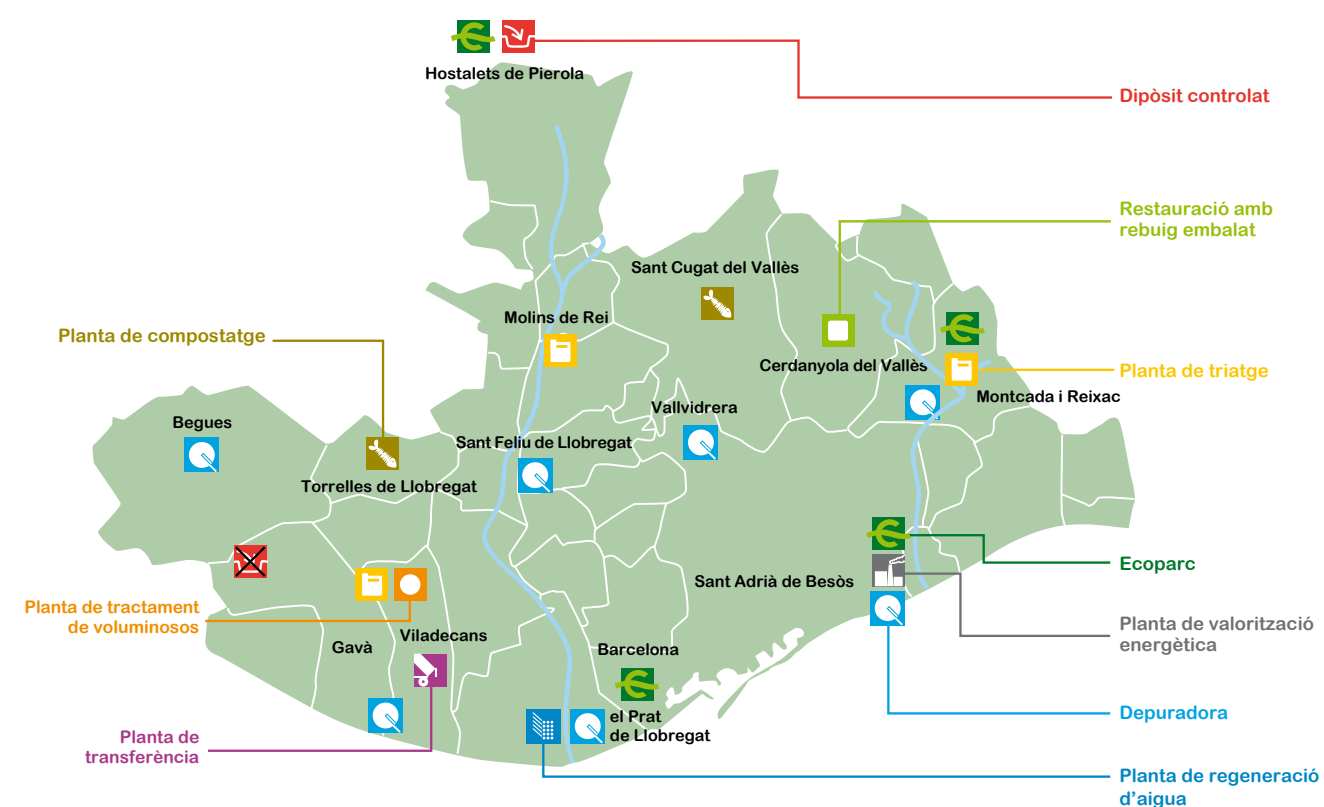 Hostalets de Pierola
Dipòsit controlat
Restauració amb
rebuig embalat
Sant Cugat del Vallès
Molins de Rei
Planta de compostatge
Cerdanyola del Vallès
Planta de triatge
Montcada i Reixac
Vallvidrera
Begues
Sant Feliu de Llobregat
Torrelles de Llobregat
Ecoparc
Sant Adrià de Besòs
Planta de tractament
de voluminosos
Planta de valorització
energètica
Viladecans
Gavà
Barcelona
el Prat
de Llobregat
Depuradora
Planta de
transferència
Planta de regeneració
d'aigua